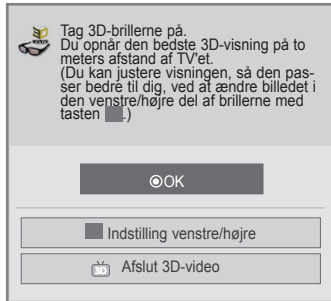 Tag 3D-brillerne på.
Du opnår den bedste 3D-visning på to
meters afstand af TV'et.
(Du kan justere visningen, så den pas-
ser bedre til dig, ved at ændre billedet i
den venstre/højre del af brillerne med
tasten .)
OK
Indstilling venstre/højre
3D Afslut 3D-video